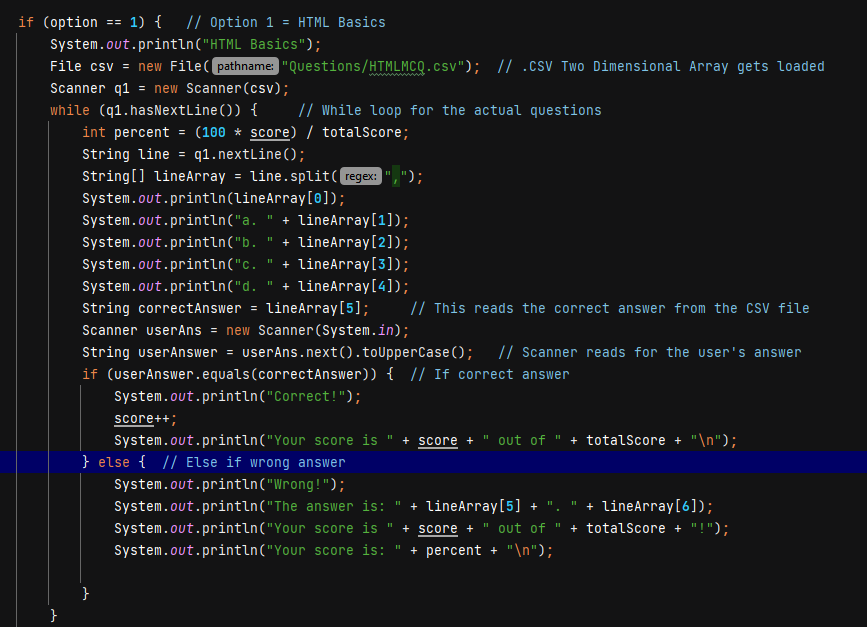 if (option == 1) {   // Option 1 = HTML Basics
    System.out.println("HTML Basics");
    File csv = new File( pathname: "Questions/HTMLMCQ.csv");  // .CSV Two Dimensional Array gets loaded
    Scanner q1 = new Scanner(csv);
    while (q1.hasNextLine()) {     // While loop for the actual questions
        int percent = (100 * score) / totalScore;
        String line = q1.nextLine();
        String[] lineArray = line.split( regex: ",");
        System.out.println(lineArray[0]);
        System.out.println("a. " + lineArray[1]);
        System.out.println("b. " + lineArray[2]);
        System.out.println("c. " + lineArray[3]);
        System.out.println("d. " + lineArray[4]);
        String correctAnswer = lineArray[5];     // This reads the correct answer from the CSV file
        Scanner userAns = new Scanner(System.in);
        String userAnswer = userAns.next().toUpperCase();   // Scanner reads for the user's answer
        if (userAnswer.equals(correctAnswer)) {  // If correct answer
            System.out.println("Correct!");
            score++;
            System.out.println("Your score is " + score + " out of " + totalScore + "\n");
        } else {  // Else if wrong answer
            System.out.println("Wrong!");
            System.out.println("The answer is: " + lineArray[5] + ". " + lineArray[6]);
            System.out.println("Your score is " + score + " out of " + totalScore + "!");
            System.out.println("Your score is: " + percent + "\n");
        }
    }